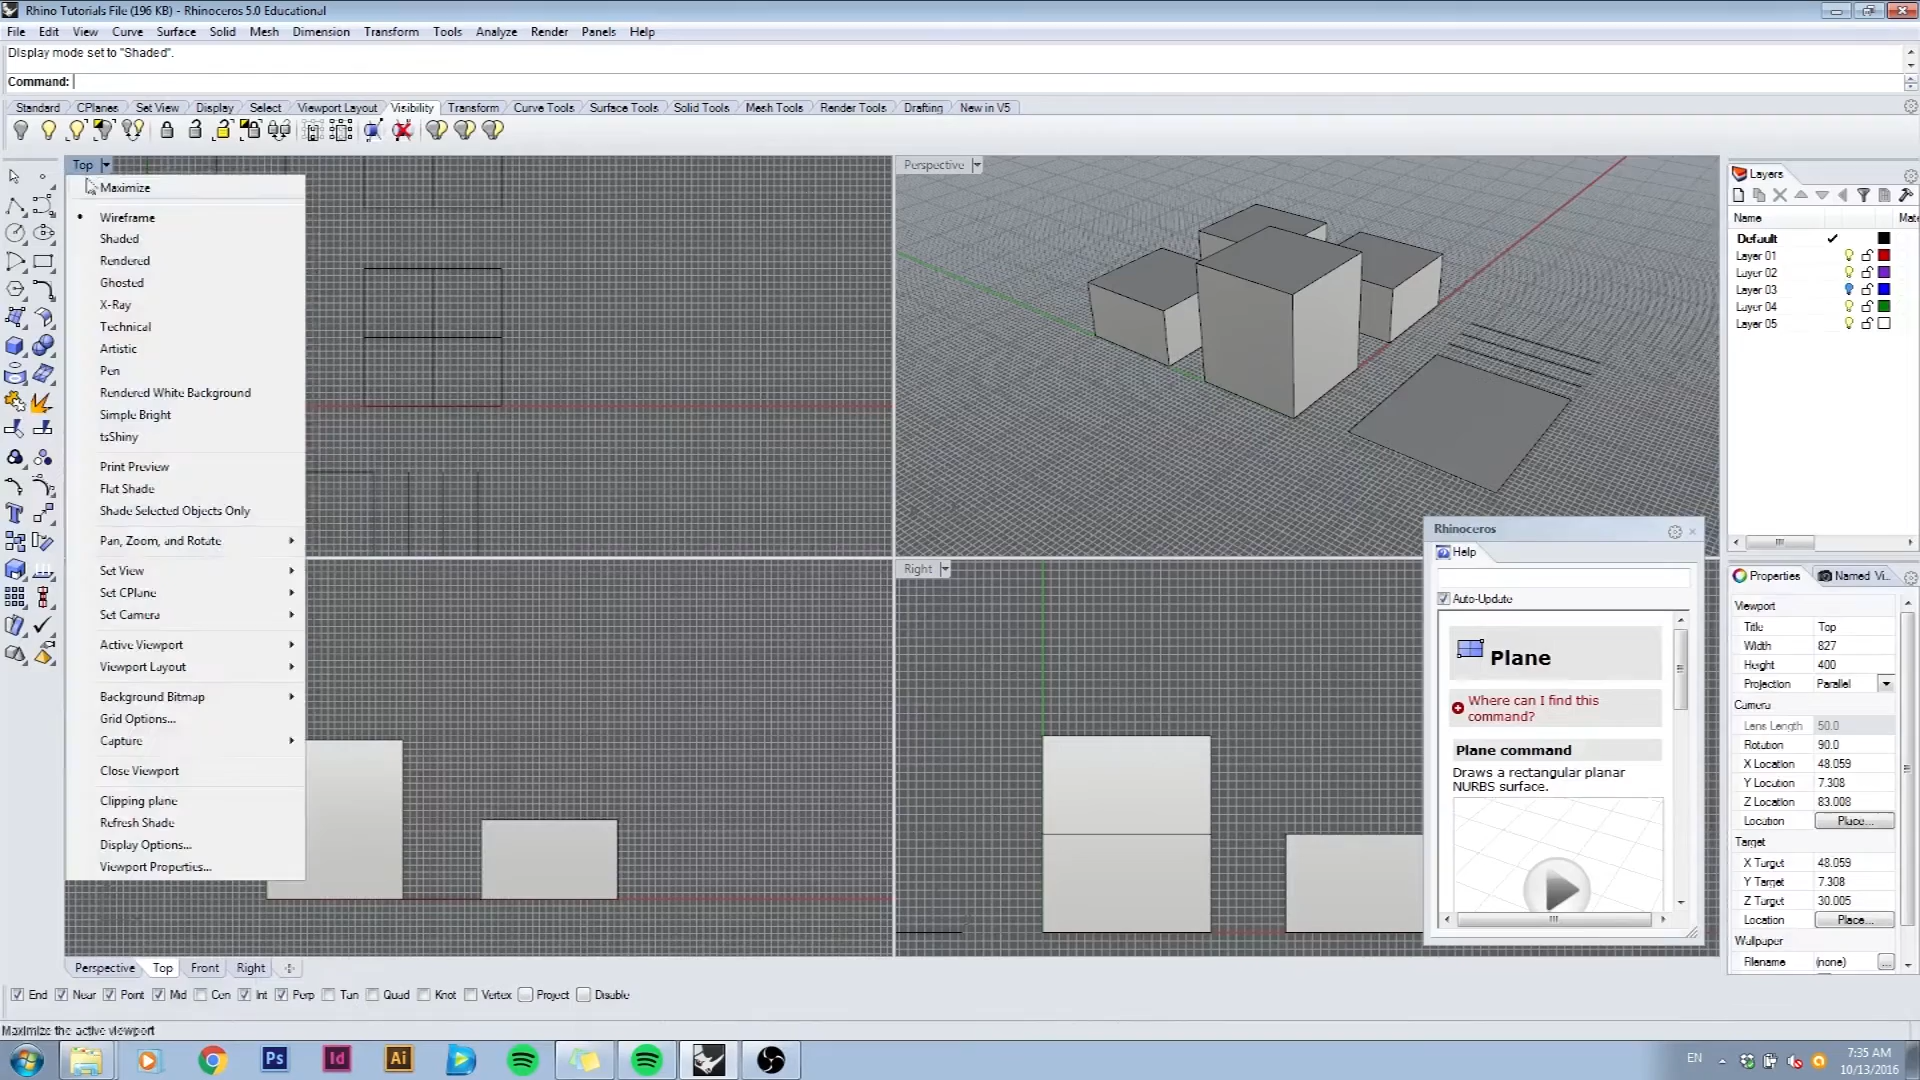 Rhino Tutorials File (196 KB) - Rhinoceros 5.0 Educational
File Edit View Curve Surface Solid Mesh Dimension Transform Tools Analyze Render Panels Help
Display mode set to "Shaded".
Command:
Standard CPlanes Set View Display Select Viewport Layout Visibility Transform Curve Tools Surface Tools Solid Tools Mesh Tools Render Tools Drafting New in V5
Top
Maximize
Wireframe
Shaded
Rendered
Ghosted
X-Ray
Technical
Artistic
Pen
Rendered White Background
Simple Bright
tsShiny
Print Preview
Flat Shade
Shade Selected Objects Only
Pan, Zoom, and Rotate
Set View
Set CPlane
Set Camera
Active Viewport
Viewport Layout
Background Bitmap
Grid Options...
Capture
Close Viewport
Clipping plane
Refresh Shade
Display Options...
Viewport Properties...
Perspective
Right
Rhinoceros
Help
Auto-Update
Plane
Where can I find this
command?
Plane command
Draws a rectangular planar
NURBS surface.
Layers
Name Mate
Default
Layer 01
Layer 02
Layer 03
Layer 04
Layer 05
Properties Named Vi...
Viewport
Title Top
Width 827
Height 400
Projection Parallel
Camera
Lens Length 50.0
Rotation 90.0
X Location 48.059
Y Location 7.308
Z Location 83.008
Location Place...
Target
X Target 48.059
Y Target 7.308
Z Target 30.005
Location Place...
Wallpaper
Filename (none) ...
Perspective Top Front Right
End Near Point Mid Cen Int Perp Tan Quad Knot Vertex Project Disable
Maximize the active viewport
Ps Id Ai
EN
7:35 AM
10/13/2016